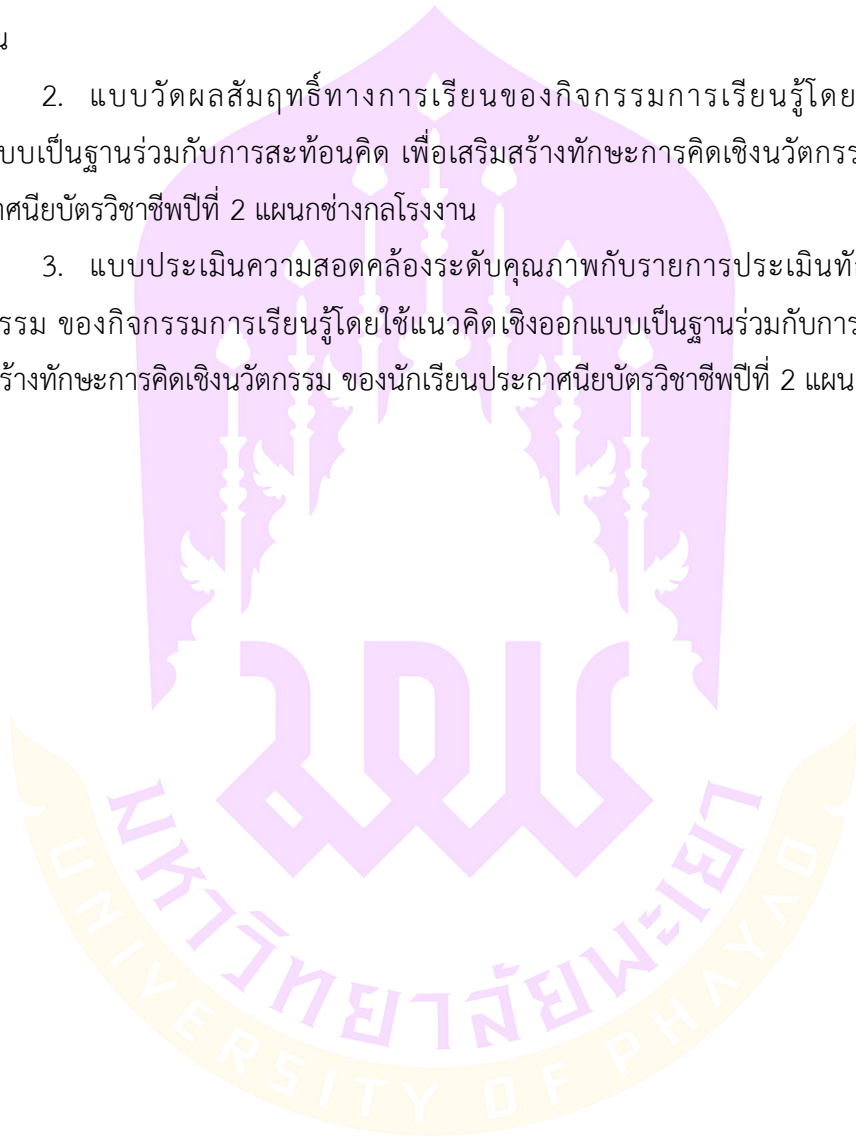 น
2. แบบวัดผลสัมฤทธิ์ทางการเรียนของกิจกรรมการเรียนรู้โดย
บบเป็นฐานร่วมกับการสะท้อนคิด เพื่อเสริมสร้างทักษะการคิดเชิงนวัตกรร
าศนียบัตรวิชาชีพปีที่ 2 แผนกช่างกลโรงงาน
3. แบบประเมินความสอดคล้องระดับคุณภาพกับรายการประเมินทั
รรม ของกิจกรรมการเรียนรู้โดยใช้แนวคิดเชิงออกแบบเป็นฐานร่วมกับการ
ร้างทักษะการคิดเชิงนวัตกรรม ของนักเรียนประกาศนียบัตรวิชาชีพปีที่ 2 แผน
มหาวิทยาลัยพะเยา
UNIVERSITY OF PHAYAO